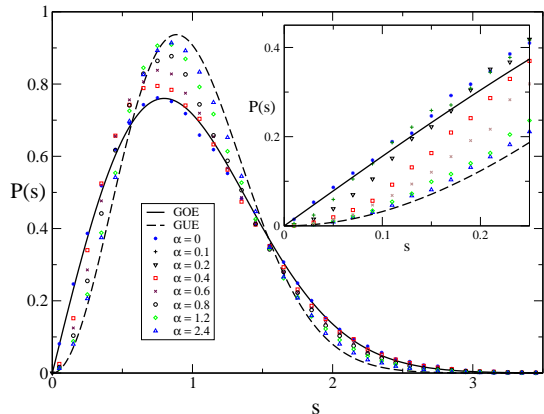 1
0.8
0.6
0.4
0.2
0
P(s)
0
1
2
3
s
GOE
GUE
α = 0
α = 0.1
α = 0.2
α = 0.4
α = 0.6
α = 0.8
α = 1.2
α = 2.4
0.4
0.2
0
P(s)
0
0.2
s